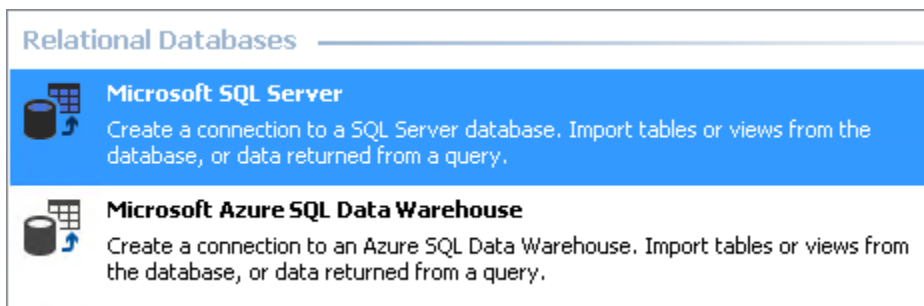 Relational Databases
Microsoft SQL Server
Create a connection to a SQL Server database. Import tables or views from the
database, or data returned from a query.
Microsoft Azure SQL Data Warehouse
Create a connection to an Azure SQL Data Warehouse. Import tables or views from
the database, or data returned from a query.